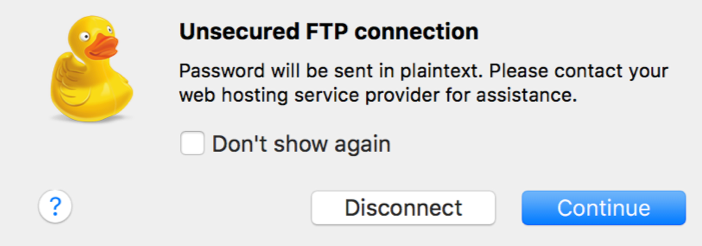 Unsecured FTP connection
Password will be sent in plaintext. Please contact your
web hosting service provider for assistance.
Don't show again
?
Disconnect
Continue